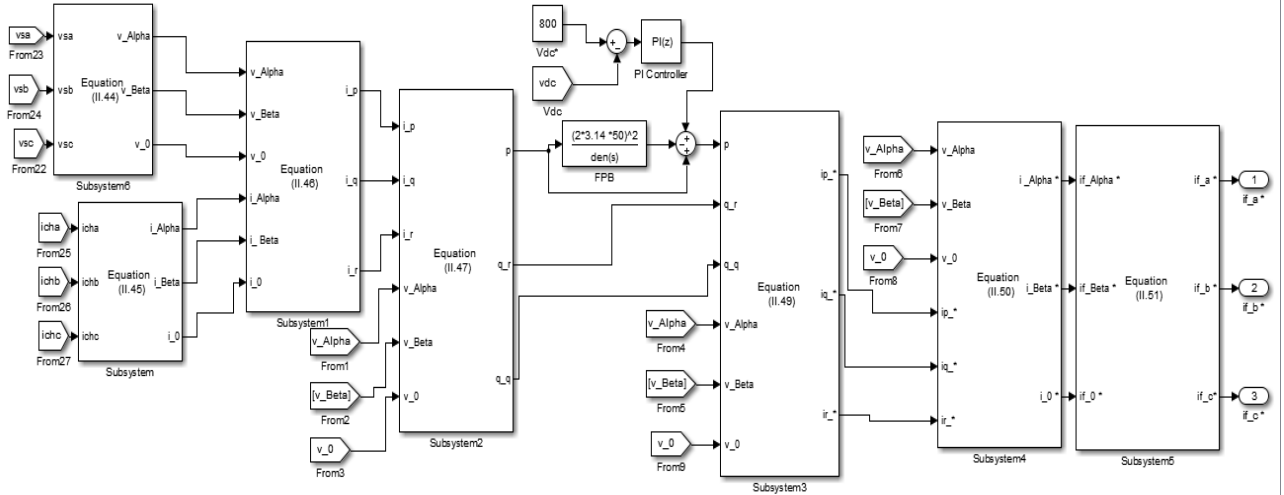 vsa
From23
vsb
From24
vsc
From22
vsa
vsb
vsc
Equation
(II.44)
v_Alpha
v_Beta
v_0
Subsystem6
icha
From25
ichb
From26
ichc
From27
icha
ichb
ichc
Equation
(II.45)
i_Alpha
i_Beta
i_0
Subsystem
v_Alpha
v_Beta
v_0
i_Alpha
i_ Beta
i_0
Equation
(II.46)
i_p
i_q
i_r
Subsystem1
v_Alpha
From1
[v_Beta]
From2
v_0
From3
i_p
i_q
i_r
v_Alpha
v_Beta
v_0
Equation
(II.47)
p
q_r
q_q
Subsystem2
800
Vdc*
vdc
Vdc
+
−
PI(z)
PI Controller
(2*3.14 *50)^2
den(s)
FPB
+
−
+
v_Alpha
From4
[v_Beta]
From5
v_0
From9
p
q_r
q_q
v_Alpha
v_Beta
v_0
Equation
(II.49)
ip_*
iq_*
ir_*
Subsystem3
v_Alpha
From6
[v_Beta]
From7
v_0
From8
v_Alpha
v_Beta
v_0
ip_*
iq_*
ir_*
Equation
(II.50)
i_Alpha *
i_Beta *
i_0 *
Subsystem4
if_Alpha *
if_Beta *
if_0 *
Equation
(II.51)
if_a *
if_b *
if_c*
Subsystem5
1
if_a *
2
if_b *
3
if_c *